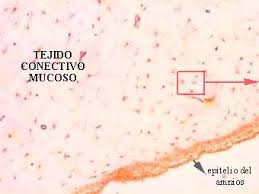 TEJIDO
CONECTIVO
MUCOSO
epitelio del
amnios